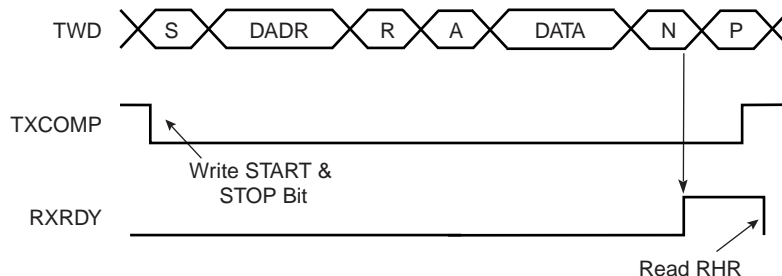 TWD S DADR R A DATA N P
TXCOMP
Write START &
STOP Bit
RXRDY
Read RHR